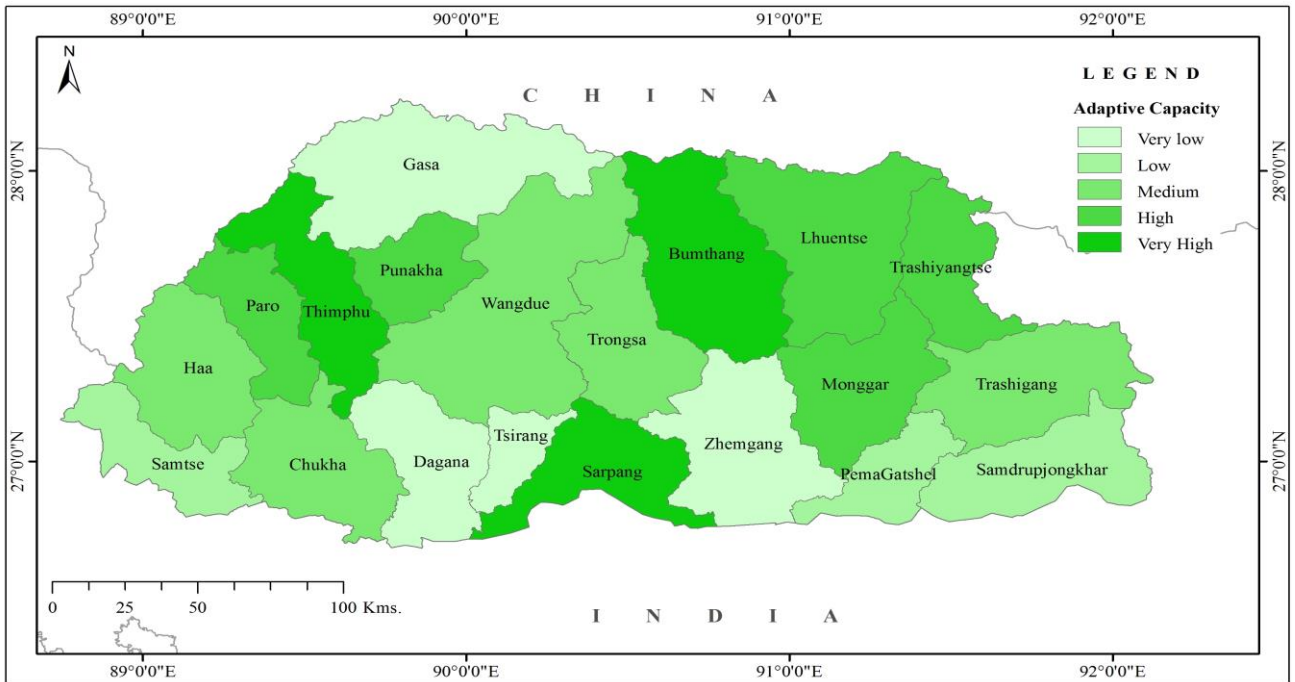 89°0'0"E 90°0'0"E 91°0'0"E 92°0'0"E
N
C H I N A
L E G E N D
Adaptive Capacity
Very low
Low
Medium
High
Very High
28°0'0"N
28°0'0"N
Gasa
Bumthang
Lhuentse
Trashiyangtse
Punakha
Paro
Thimphu
Wangdue
Trongsa
Haa
Monggar
Trashigang
Tsirang
Zhemgang
27°0'0"N
27°0'0"N
Samtse
Chukha
Dagana
Sarpang
PemaGatshel
Samdrupjongkhar
0 25 50 100 Kms.
I N D I A
89°0'0"E 90°0'0"E 91°0'0"E 92°0'0"E